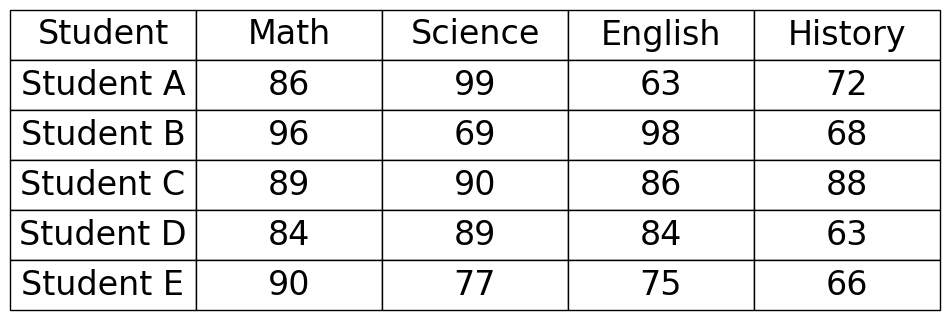 Student Math Science English History
Student A 86 99 63 72
Student B 96 69 98 68
Student C 89 90 86 88
Student D 84 89 84 63
Student E 90 77 75 66